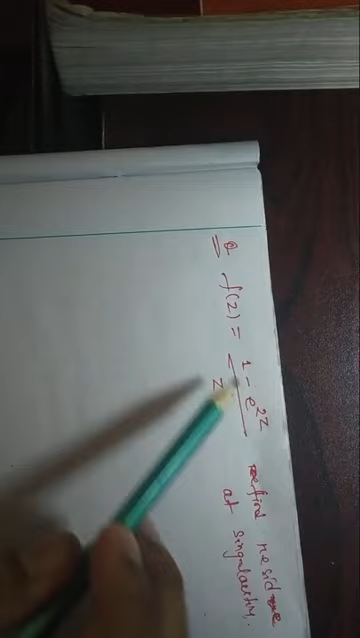 Q f(z) = 1 - e^{2z} find residue
z at singularity.